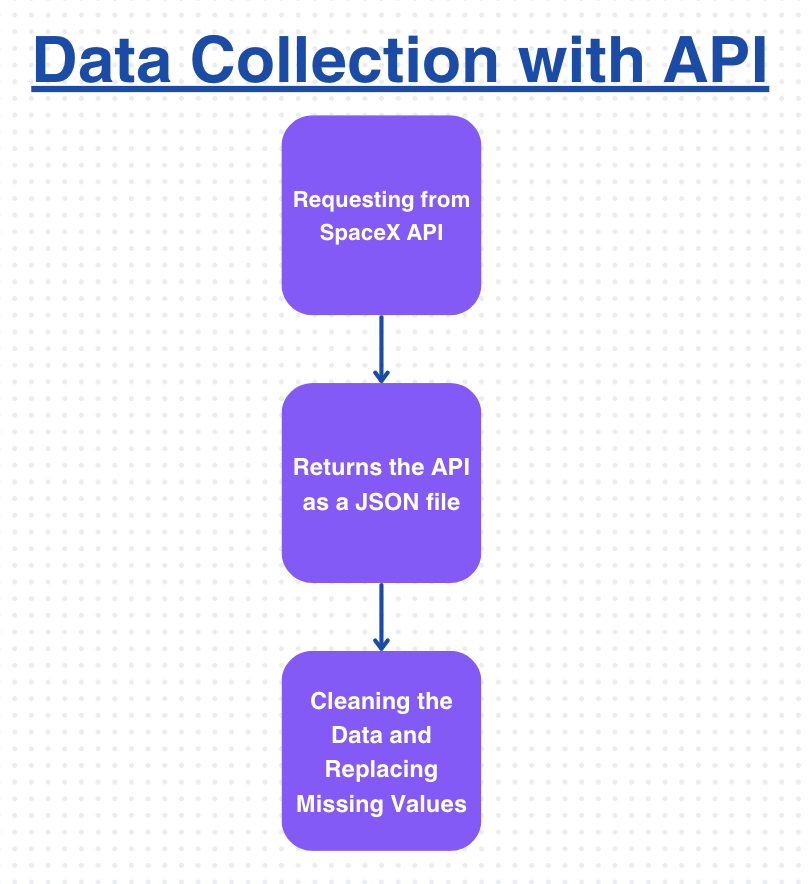 Data Collection with API
Requesting from
SpaceX API
Returns the API
as a JSON file
Cleaning the
Data and
Replacing
Missing Values